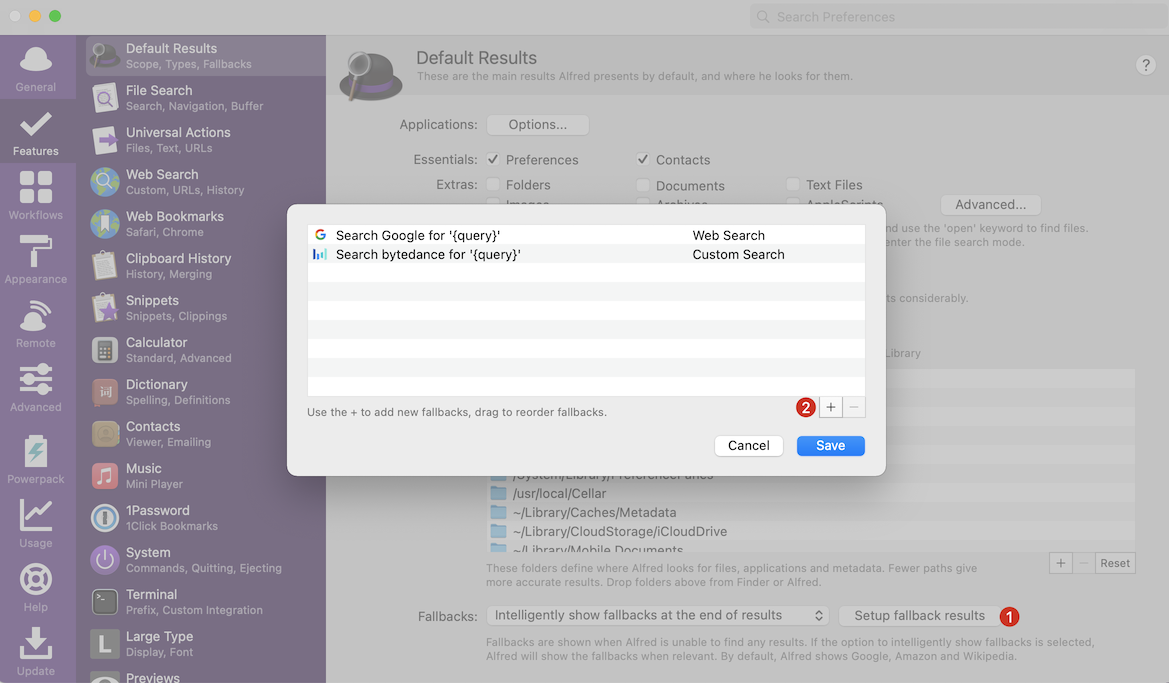 Search Preferences
General
Features
Workflows
Appearance
Remote
Advanced
Powerpack
Usage
Help
Update
Default Results
Scope, Types, Fallbacks
File Search
Search, Navigation, Buffer
Universal Actions
Files, Text, URLs
Web Search
Custom, URLs, History
Web Bookmarks
Safari, Chrome
Clipboard History
History, Merging
Snippets
Snippets, Clippings
Calculator
Standard, Advanced
词
Dictionary
Spelling, Definitions
Contacts
Viewer, Emailing
Music
Mini Player
1Password
1Click Bookmarks
System
Commands, Quitting, Ejecting
Terminal
Prefix, Custom Integration
L
Large Type
Display, Font
Previews
Default Results
These are the main results Alfred presents by default, and where he looks for them.
?
Applications: Options...
Essentials: Preferences Contacts
Extras: Folders Documents Text Files
Images Archives AppleScripts
Advanced...
nd use the 'open' keyword to find files.
enter the file search mode.
ts considerably.
Library
Search Google for '{query}' Web Search
Search bytedance for '{query}' Custom Search
Use the + to add new fallbacks, drag to reorder fallbacks.
2 + −
Cancel Save
/System/Library/PreferencePanes
/usr/local/Cellar
~/Library/Caches/Metadata
~/Library/CloudStorage/iCloudDrive
~/Library/Mobile Documents
These folders define where Alfred looks for files, applications and metadata. Fewer paths give
more accurate results. Drop folders above from Finder or Alfred.
+ − Reset
Fallbacks: Intelligently show fallbacks at the end of results Setup fallback results 1
Fallbacks are shown when Alfred is unable to find any results. If the option to intelligently show fallbacks is selected,
Alfred will show the fallbacks when relevant. By default, Alfred shows Google, Amazon and Wikipedia.